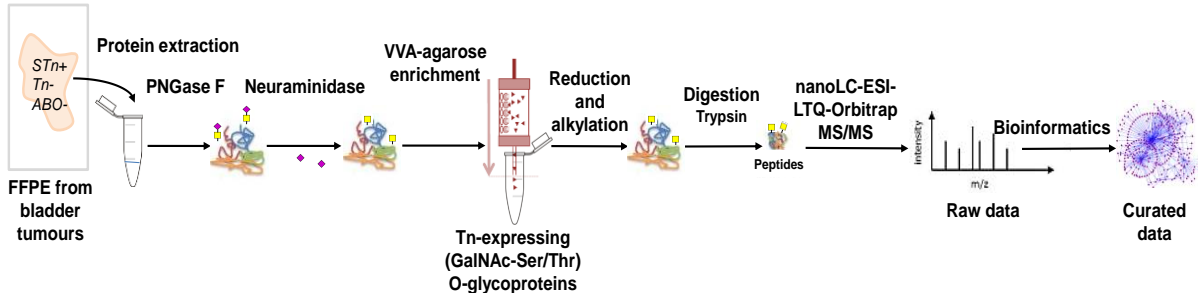 STn+
Tn-
ABO-
FFPE from
bladder
tumours
Protein extraction
PNGase F
Neuraminidase
VVA-agarose
enrichment
Tn-expressing
(GalNAc-Ser/Thr)
O-glycoproteins
Reduction
and
alkylation
Digestion
Trypsin
Peptides
nanoLC-ESI-
LTQ-Orbitrap
MS/MS
Intensity
m/z
Raw data
Bioinformatics
Curated
data